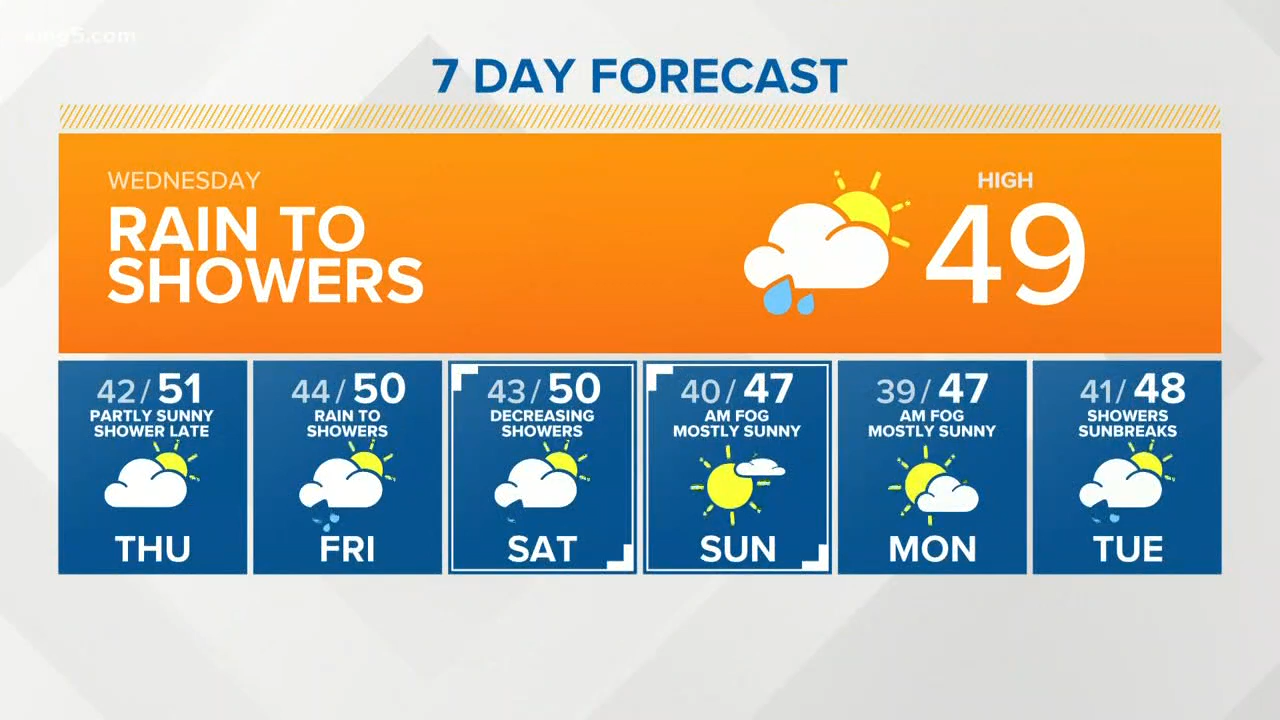 7 DAY FORECAST
WEDNESDAY
RAIN TO
SHOWERS
HIGH
49
42 / 51
PARTLY SUNNY
SHOWER LATE
THU
44 / 50
RAIN TO
SHOWERS
FRI
43 / 50
DECREASING
SHOWERS
SAT
40 / 47
AM FOG
MOSTLY SUNNY
SUN
39 / 47
AM FOG
MOSTLY SUNNY
MON
41 / 48
SHOWERS
SUNBREAKS
TUE